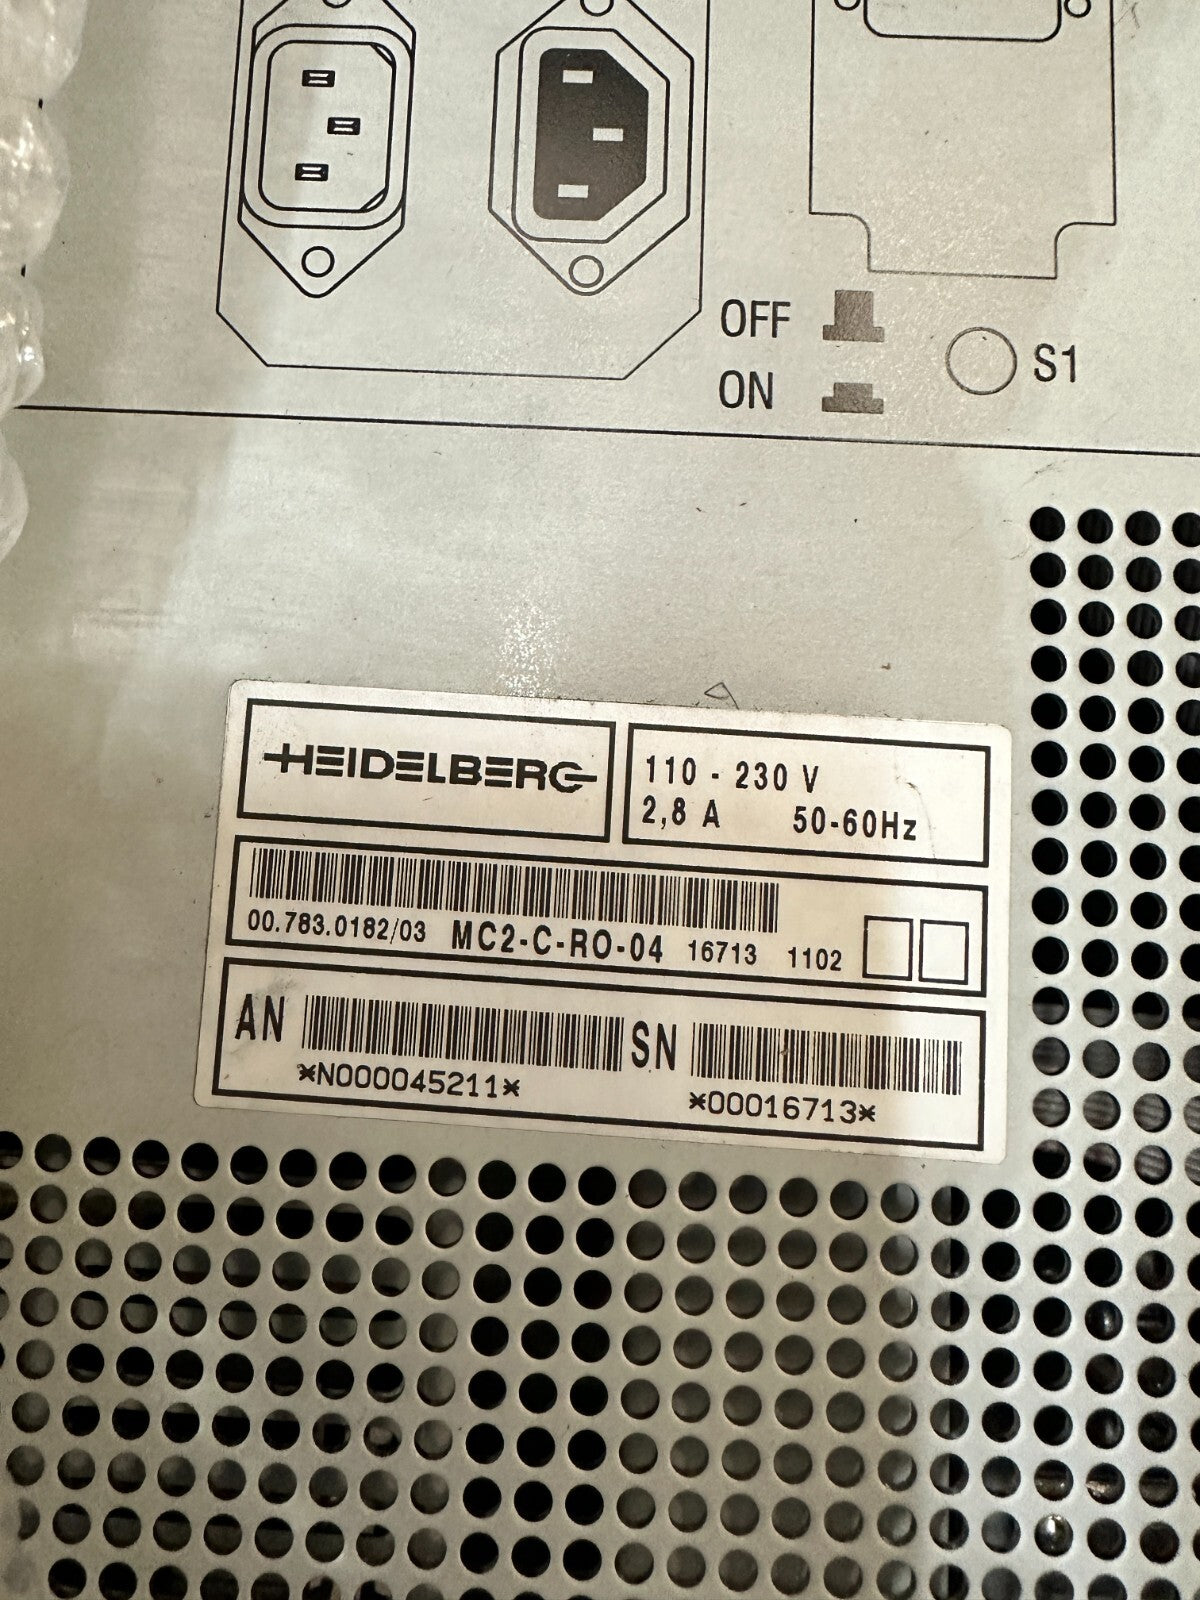 OFF
ON
S1
HEIDELBERG
110 - 230 V
2,8 A 50-60Hz
00.783.0182/03 MC2-C-RO-04 16713 1102
AN SN
*N000045211*
*00016713*